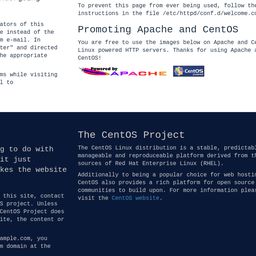 ators of this
e instead of the
m e-mail. In
ter" and directed
he appropriate
ms while visiting
l to
To prevent this page from ever being used, follow the
instructions in the file /etc/httpd/conf.d/welcome.co
Promoting Apache and CentOS
You are free to use the images below on Apache and Ce
Linux powered HTTP servers. Thanks for using Apache a
CentOS!
Powered by
APACHE
CentOS
g to do with
it just
kes the website
this site, contact
S project. Unless
CentOS Project does
ite, the content or
ample.com, you
m domain at the
The CentOS Project
The CentOS Linux distribution is a stable, predictabl
manageable and reproduceable platform derived from th
sources of Red Hat Enterprise Linux (RHEL).
Additionally to being a popular choice for web hostin
CentOS also provides a rich platform for open source
communities to build upon. For more information pleas
visit the CentOS website.